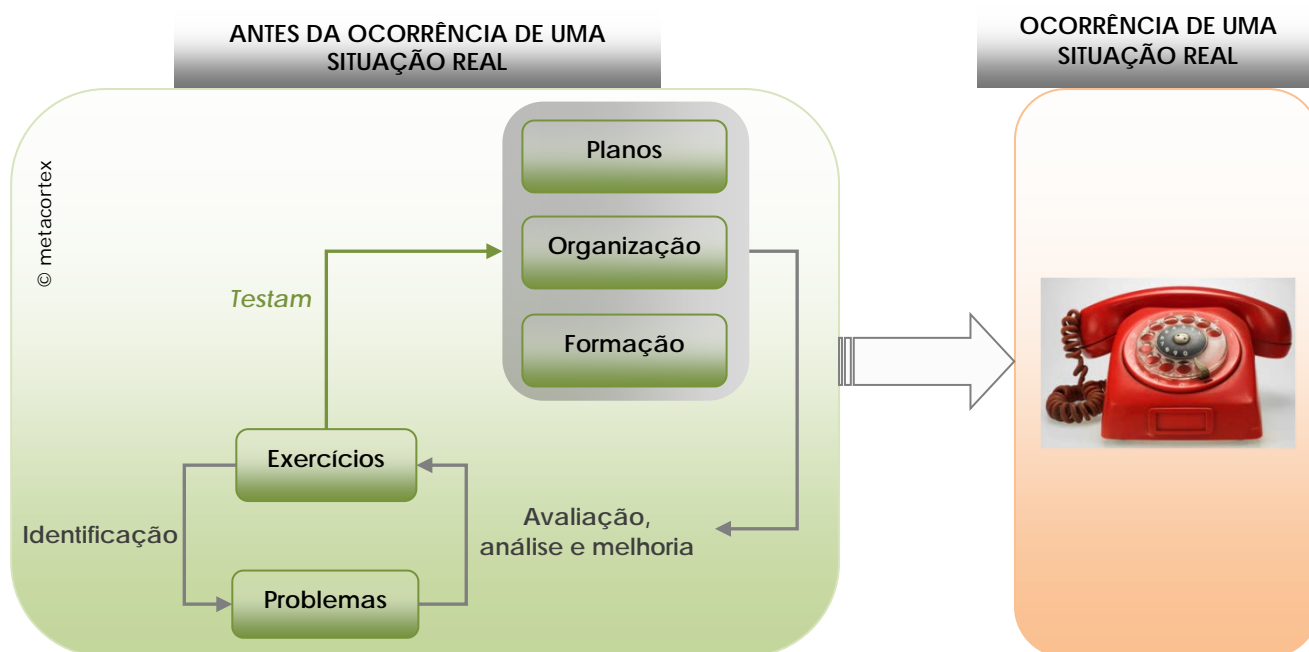 ANTES DA OCORRÊNCIA DE UMA
SITUAÇÃO REAL
OCORRÊNCIA DE UMA
SITUAÇÃO REAL
© metacortex
Planos
Organização
Formação
Testam
Exercícios
Identificação
Avaliação,
análise e melhoria
Problemas